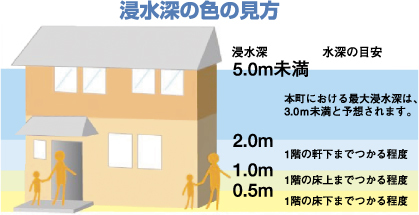 浸水深の色の見方
浸水深 水深の目安
5.0m未満
本町における最大浸水深は、
3.0m未満と予想されます。
2.0m
1階の軒下までつかる程度
1.0m
1階の床上までつかる程度
0.5m
1階の床下までつかる程度